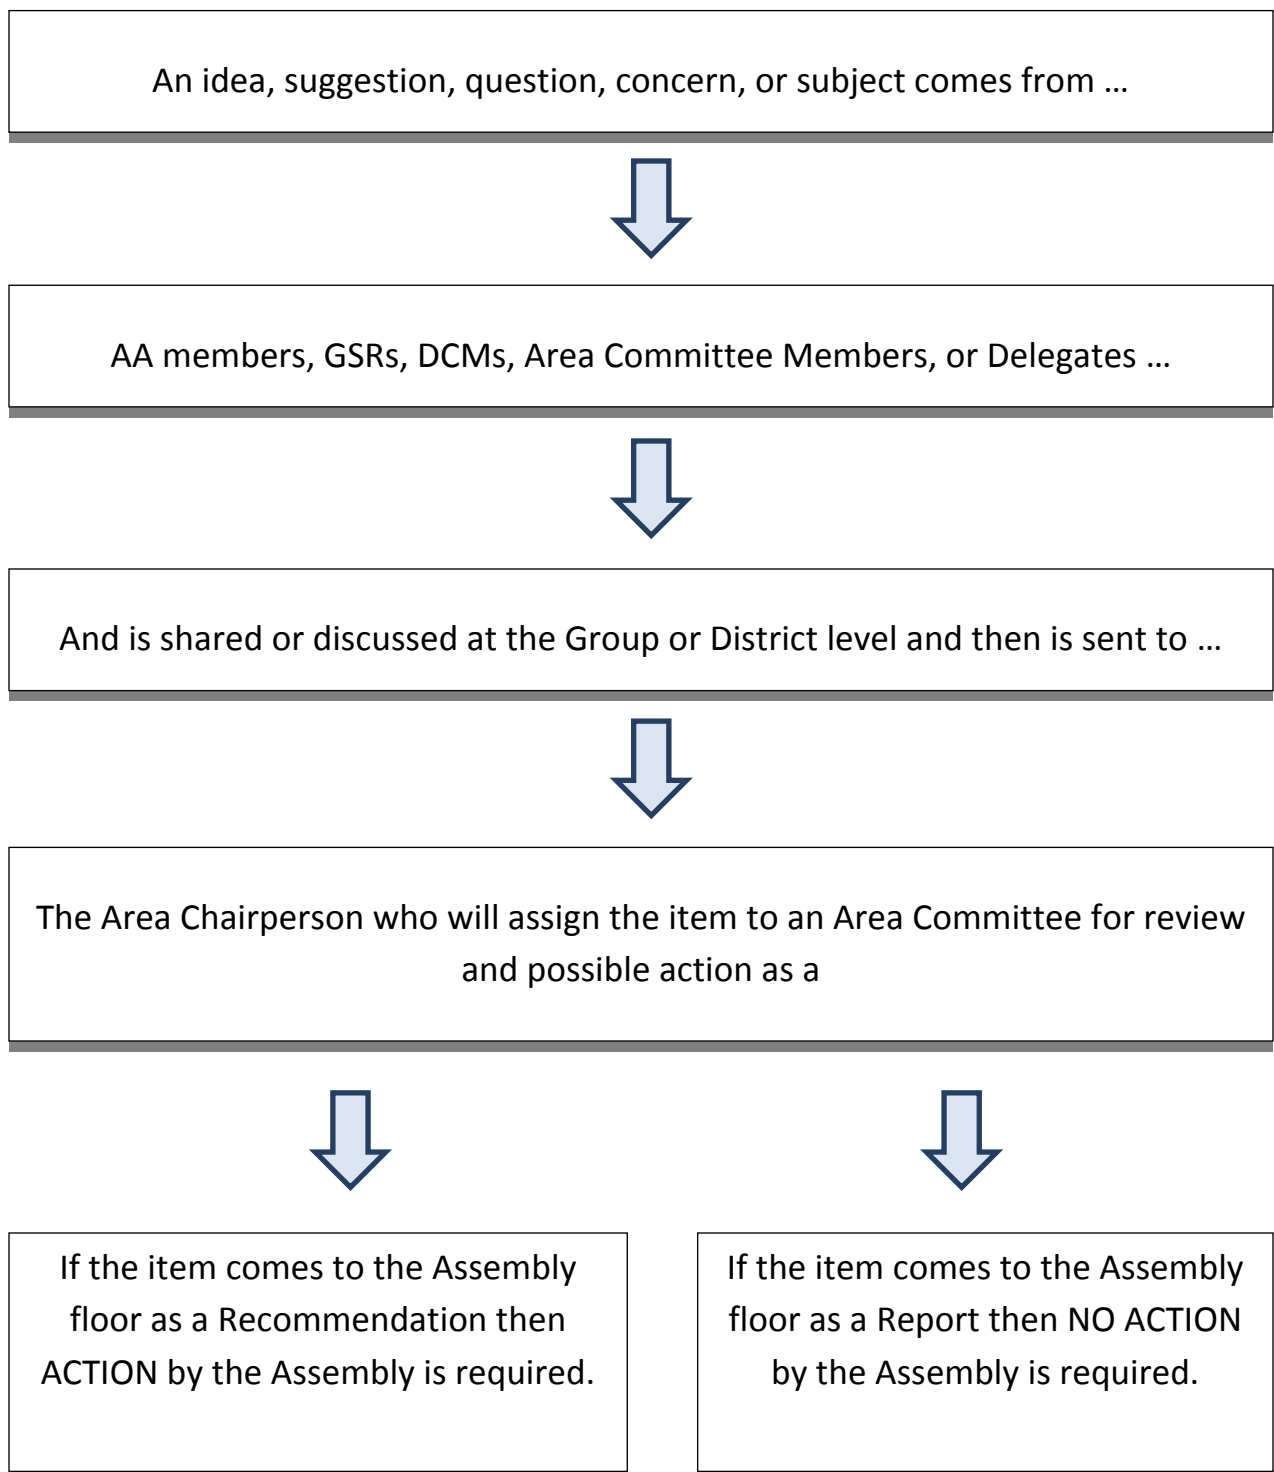 An idea, suggestion, question, concern, or subject comes from …
AA members, GSRs, DCMs, Area Committee Members, or Delegates …
And is shared or discussed at the Group or District level and then is sent to …
The Area Chairperson who will assign the item to an Area Committee for review
and possible action as a
If the item comes to the Assembly
floor as a Recommendation then
ACTION by the Assembly is required.
If the item comes to the Assembly
floor as a Report then NO ACTION
by the Assembly is required.